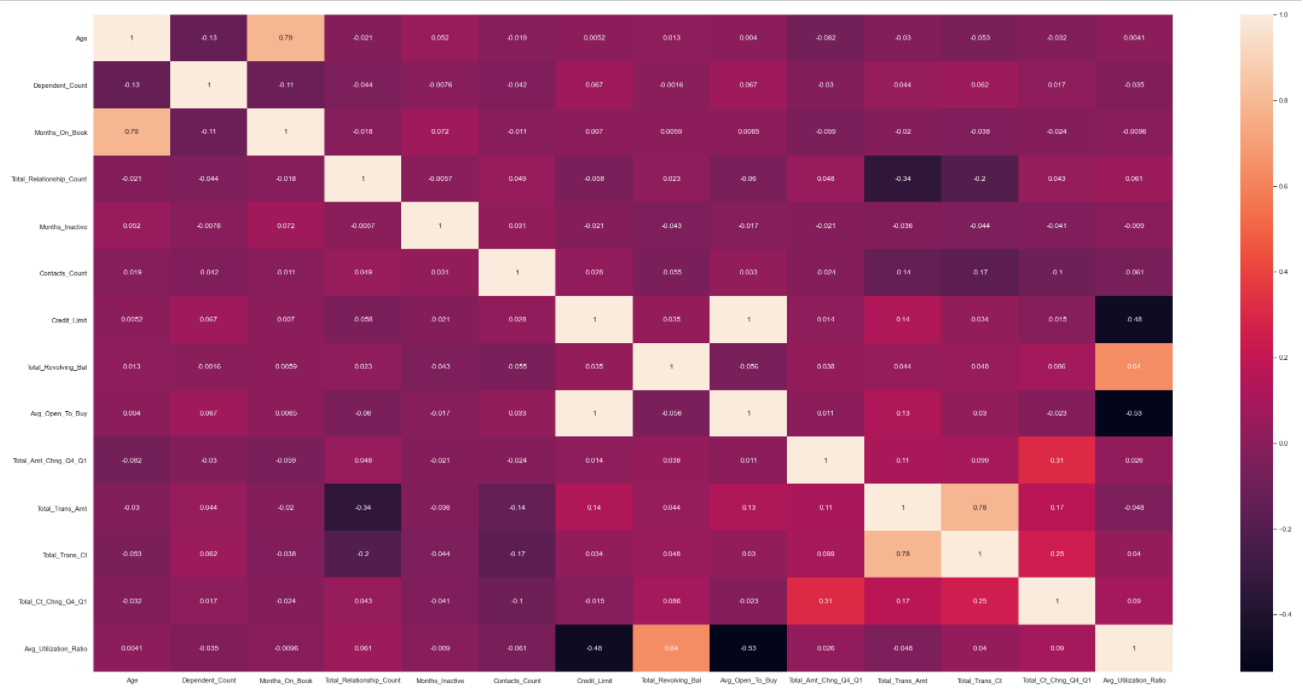 Age 1 -0.13 0.79 -0.021 0.052 -0.019 0.0052 0.013 0.004 -0.082 -0.03 -0.053 -0.032 0.0041
Dependent_Count -0.13 1 -0.11 -0.044 -0.0076 -0.042 0.067 -0.0016 0.067 -0.03 0.044 0.062 0.017 -0.035
Months_On_Book 0.79 -0.11 1 -0.018 0.072 -0.011 0.007 0.0059 0.0065 -0.059 -0.02 -0.038 -0.024 -0.0096
Total_Relationship_Count -0.021 -0.044 -0.018 1 -0.0057 0.049 -0.058 0.023 -0.06 0.048 -0.34 -0.2 0.043 0.061
Months_Inactive 0.052 -0.0076 0.072 -0.0057 1 0.031 -0.021 -0.043 -0.017 -0.021 -0.036 -0.044 -0.041 -0.009
Contacts_Count -0.019 -0.042 -0.011 0.049 0.031 1 0.028 -0.055 0.033 -0.024 -0.14 -0.17 -0.1 -0.061
Credit_Limit 0.0052 0.067 0.007 -0.058 -0.021 0.028 1 0.035 1 0.014 0.14 0.034 -0.015 -0.48
Total_Revolving_Bal 0.013 -0.0016 0.0059 0.023 -0.043 -0.055 0.035 1 -0.056 0.038 0.044 0.048 0.086 0.64
Avg_Open_To_Buy 0.004 0.067 0.0065 -0.06 -0.017 0.033 1 -0.056 1 0.011 0.13 0.03 -0.023 -0.53
Total_Amt_Chng_Q4_Q1 -0.082 -0.03 -0.059 0.048 -0.021 -0.024 0.014 0.038 0.011 1 0.11 0.099 0.31 0.026
Total_Trans_Amt -0.03 0.044 -0.02 -0.34 -0.036 -0.14 0.14 0.044 0.13 0.11 1 0.78 0.17 -0.048
Total_Trans_Ct -0.053 0.062 -0.038 -0.2 -0.044 -0.17 0.034 0.048 0.03 0.099 0.78 1 0.25 0.04
Total_Ct_Chng_Q4_Q1 -0.032 0.017 -0.024 0.043 -0.041 -0.1 -0.015 0.086 -0.023 0.31 0.17 0.25 1 0.09
Avg_Utilization_Ratio 0.0041 -0.035 -0.0096 0.061 -0.009 -0.061 -0.48 0.64 -0.53 0.026 -0.048 0.04 0.09 1
Age Dependent_Count Months_On_Book Total_Relationship_Count Months_Inactive Contacts_Count Credit_Limit Total_Revolving_Bal Avg_Open_To_Buy Total_Amt_Chng_Q4_Q1 Total_Trans_Amt Total_Trans_Ct Total_Ct_Chng_Q4_Q1 Avg_Utilization_Ratio
1.0
0.8
0.6
0.4
0.2
0.0
-0.2
-0.4